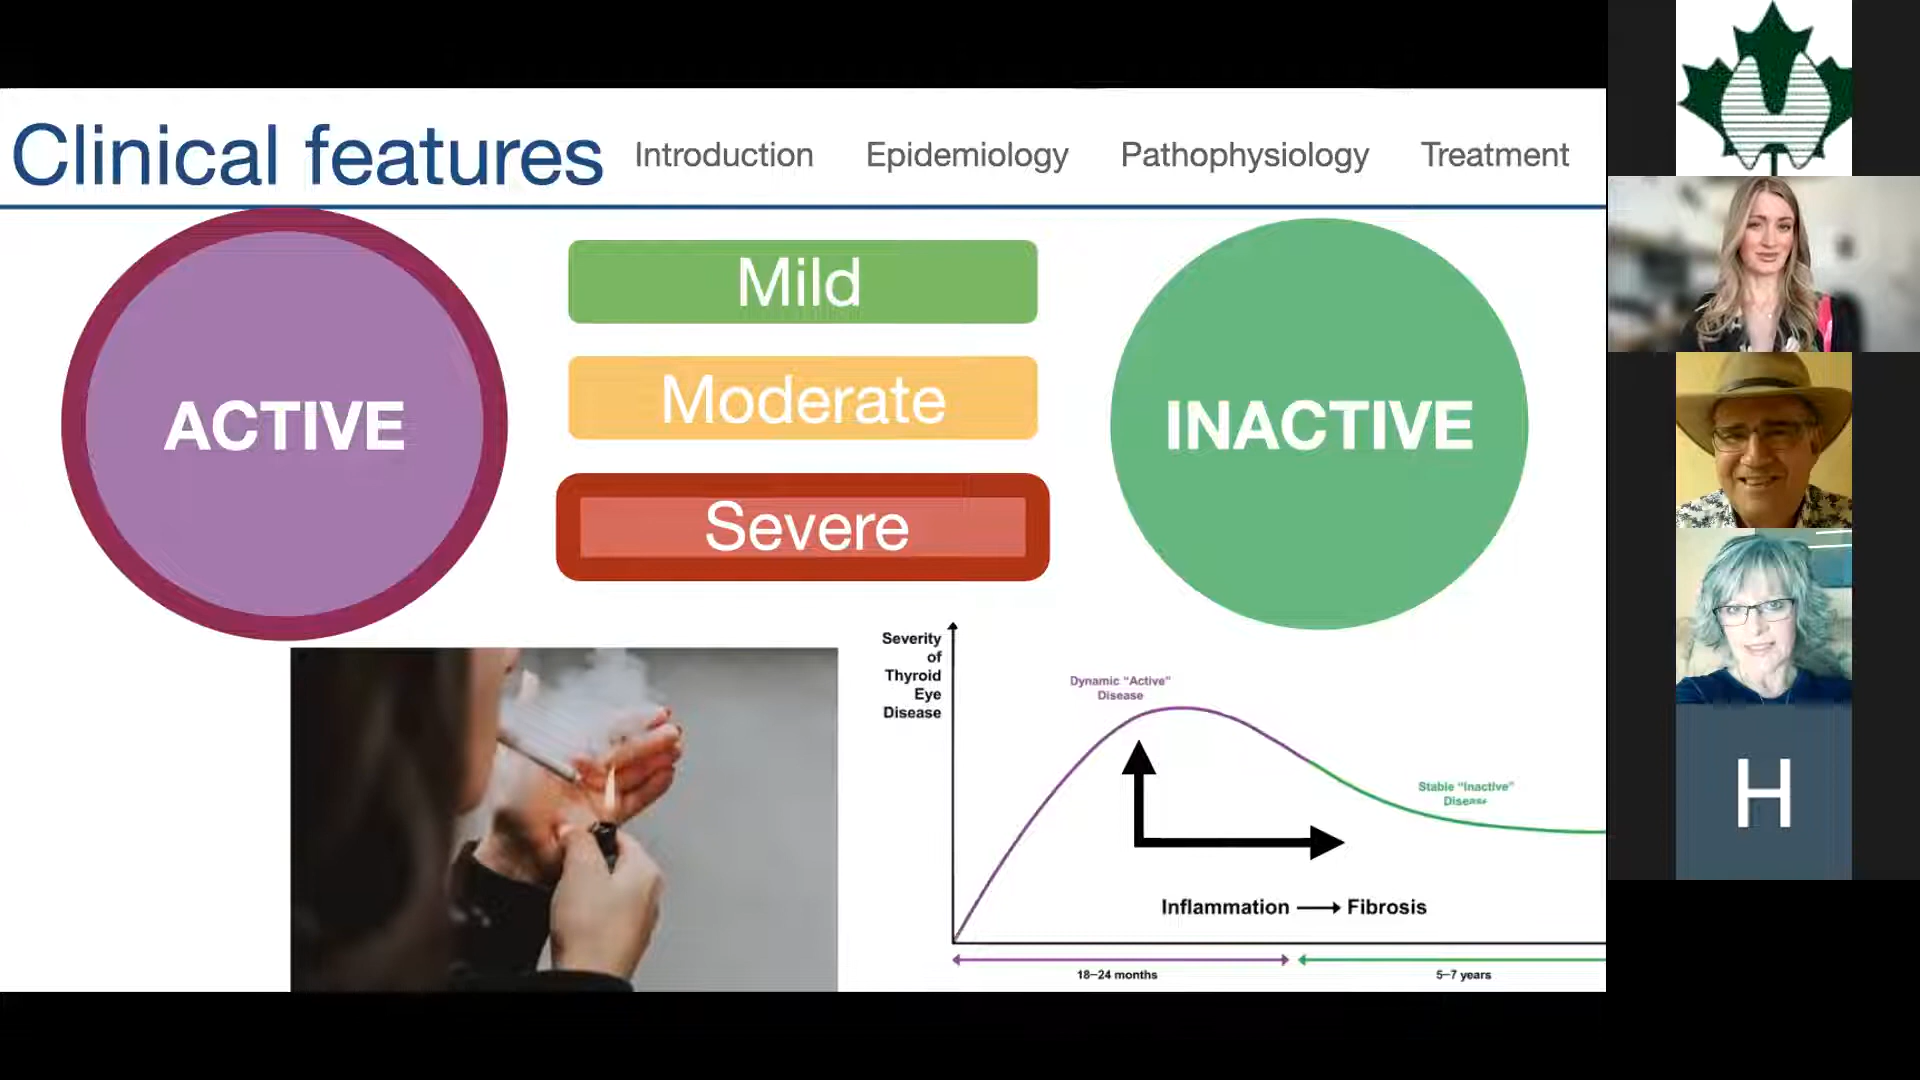 Clinical features
Introduction
Epidemiology
Pathophysiology
Treatment
ACTIVE
Mild
Moderate
Severe
INACTIVE
Severity
of
Thyroid
Eye
Disease
Dynamic “Active”
Disease
Stable “Inactive”
Disease
Inflammation → Fibrosis
18–24 months
5–7 years
H